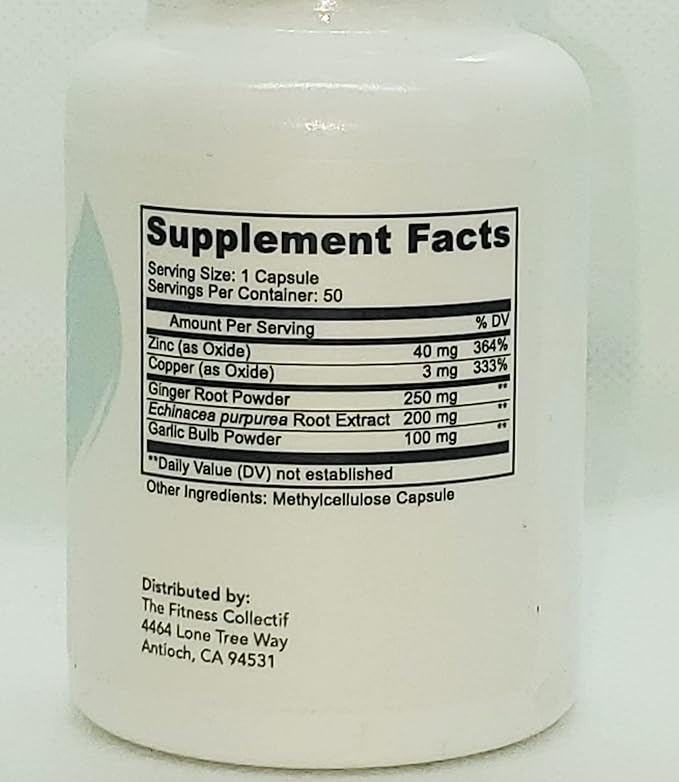 Supplement Facts
Serving Size: 1 Capsule
Servings Per Container: 50
Amount Per Serving % DV
Zinc (as Oxide) 40 mg 364%
Copper (as Oxide) 3 mg 333%
Ginger Root Powder 250 mg **
Echinacea purpurea Root Extract 200 mg **
Garlic Bulb Powder 100 mg **
**Daily Value (DV) not established
Other Ingredients: Methylcellulose Capsule
Distributed by:
The Fitness Collectif
4464 Lone Tree Way
Antioch, CA 94531